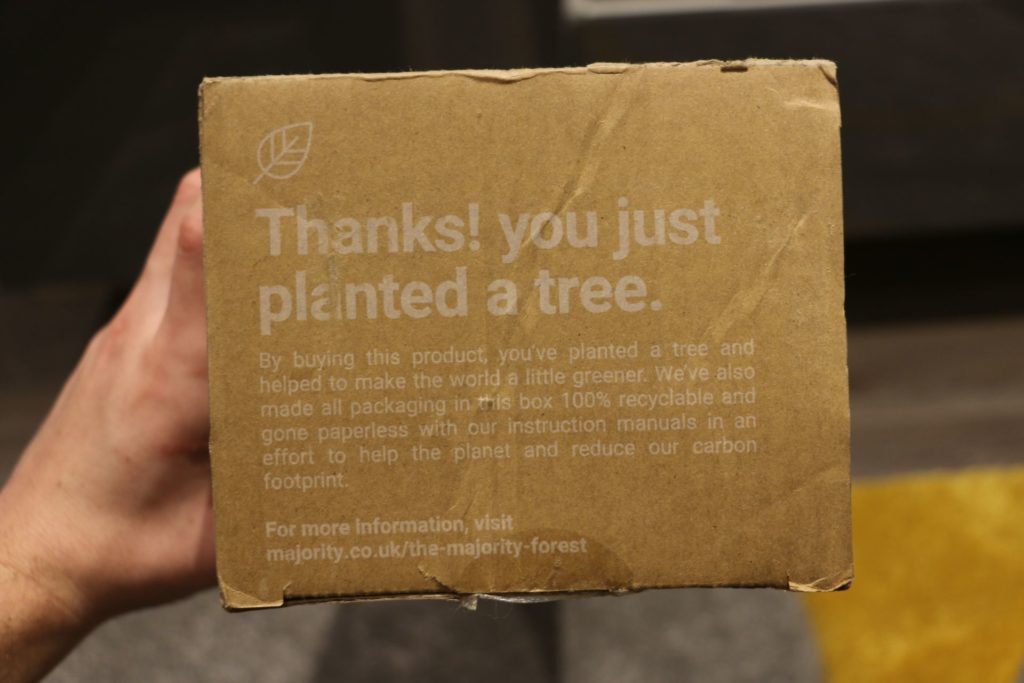 Thanks! you just
planted a tree.
By buying this product, you've planted a tree and
helped to make the world a little greener. We've also
made all packaging in this box 100% recyclable and
gone paperless with our instruction manuals in an
effort to help the planet and reduce our carbon
footprint.
For more information, visit
majority.co.uk/the-majority-forest